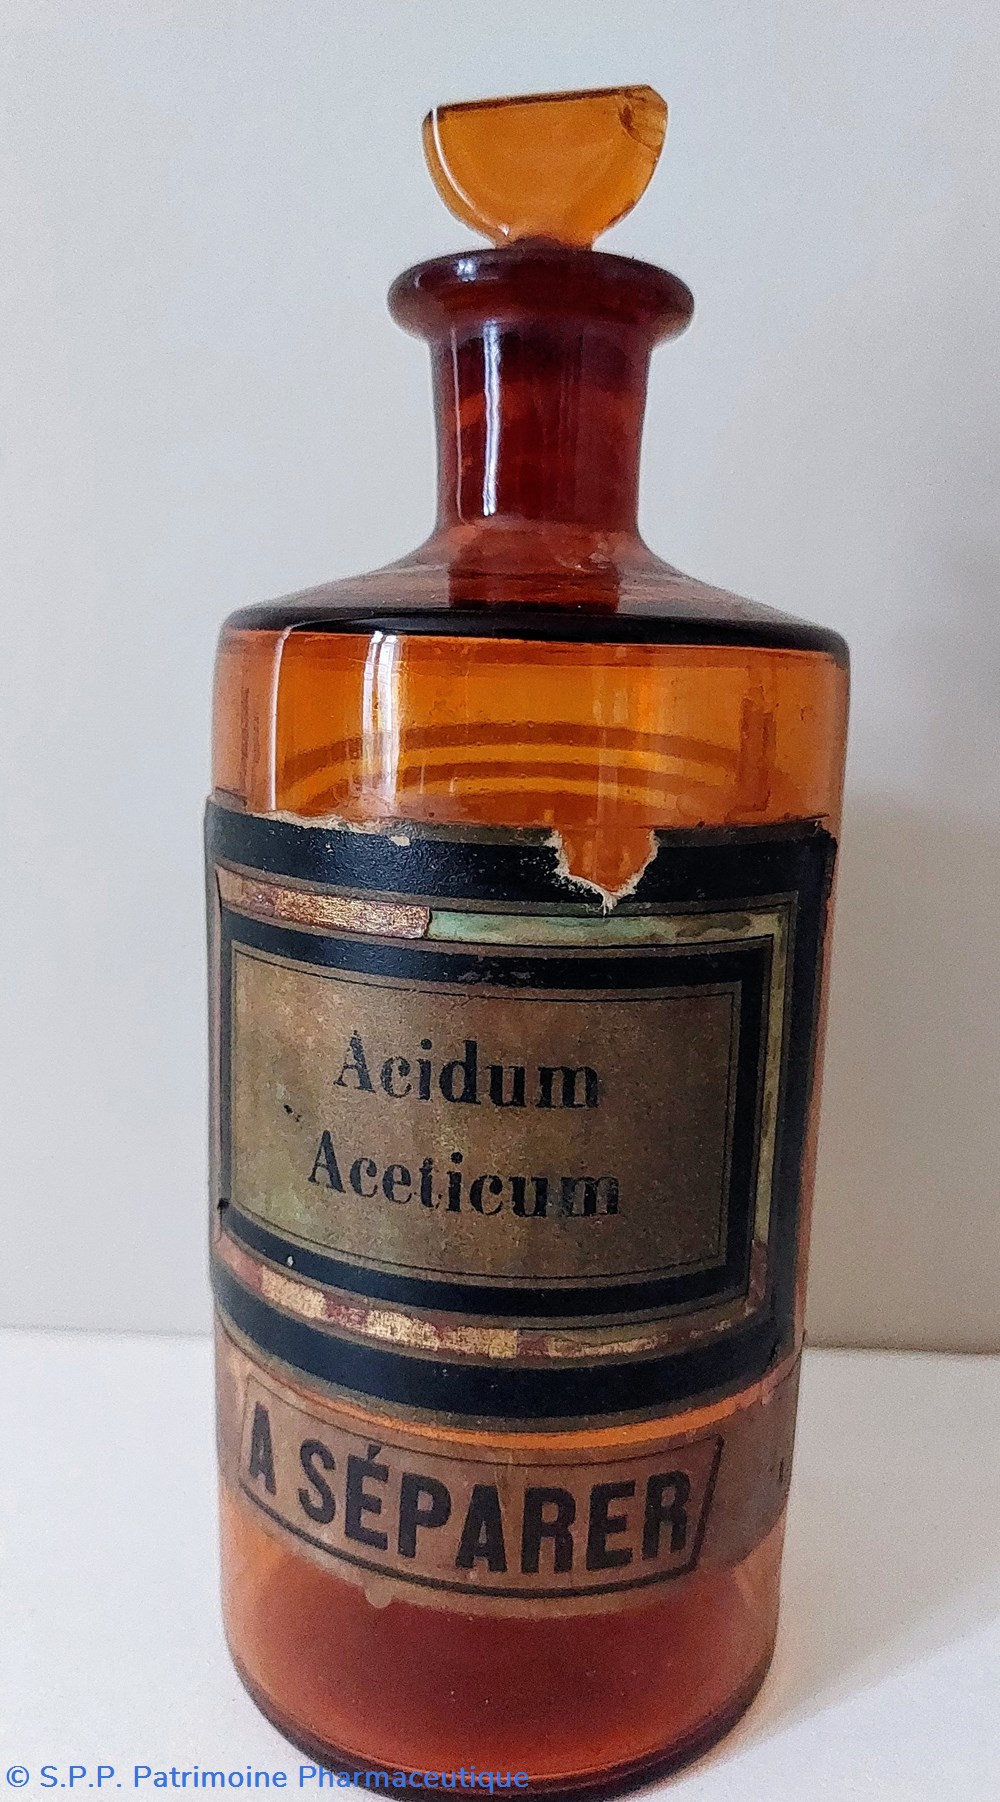 Acidum
Aceticum
A SÉPARER
© S.P.P. Patrimoine Pharmaceutique